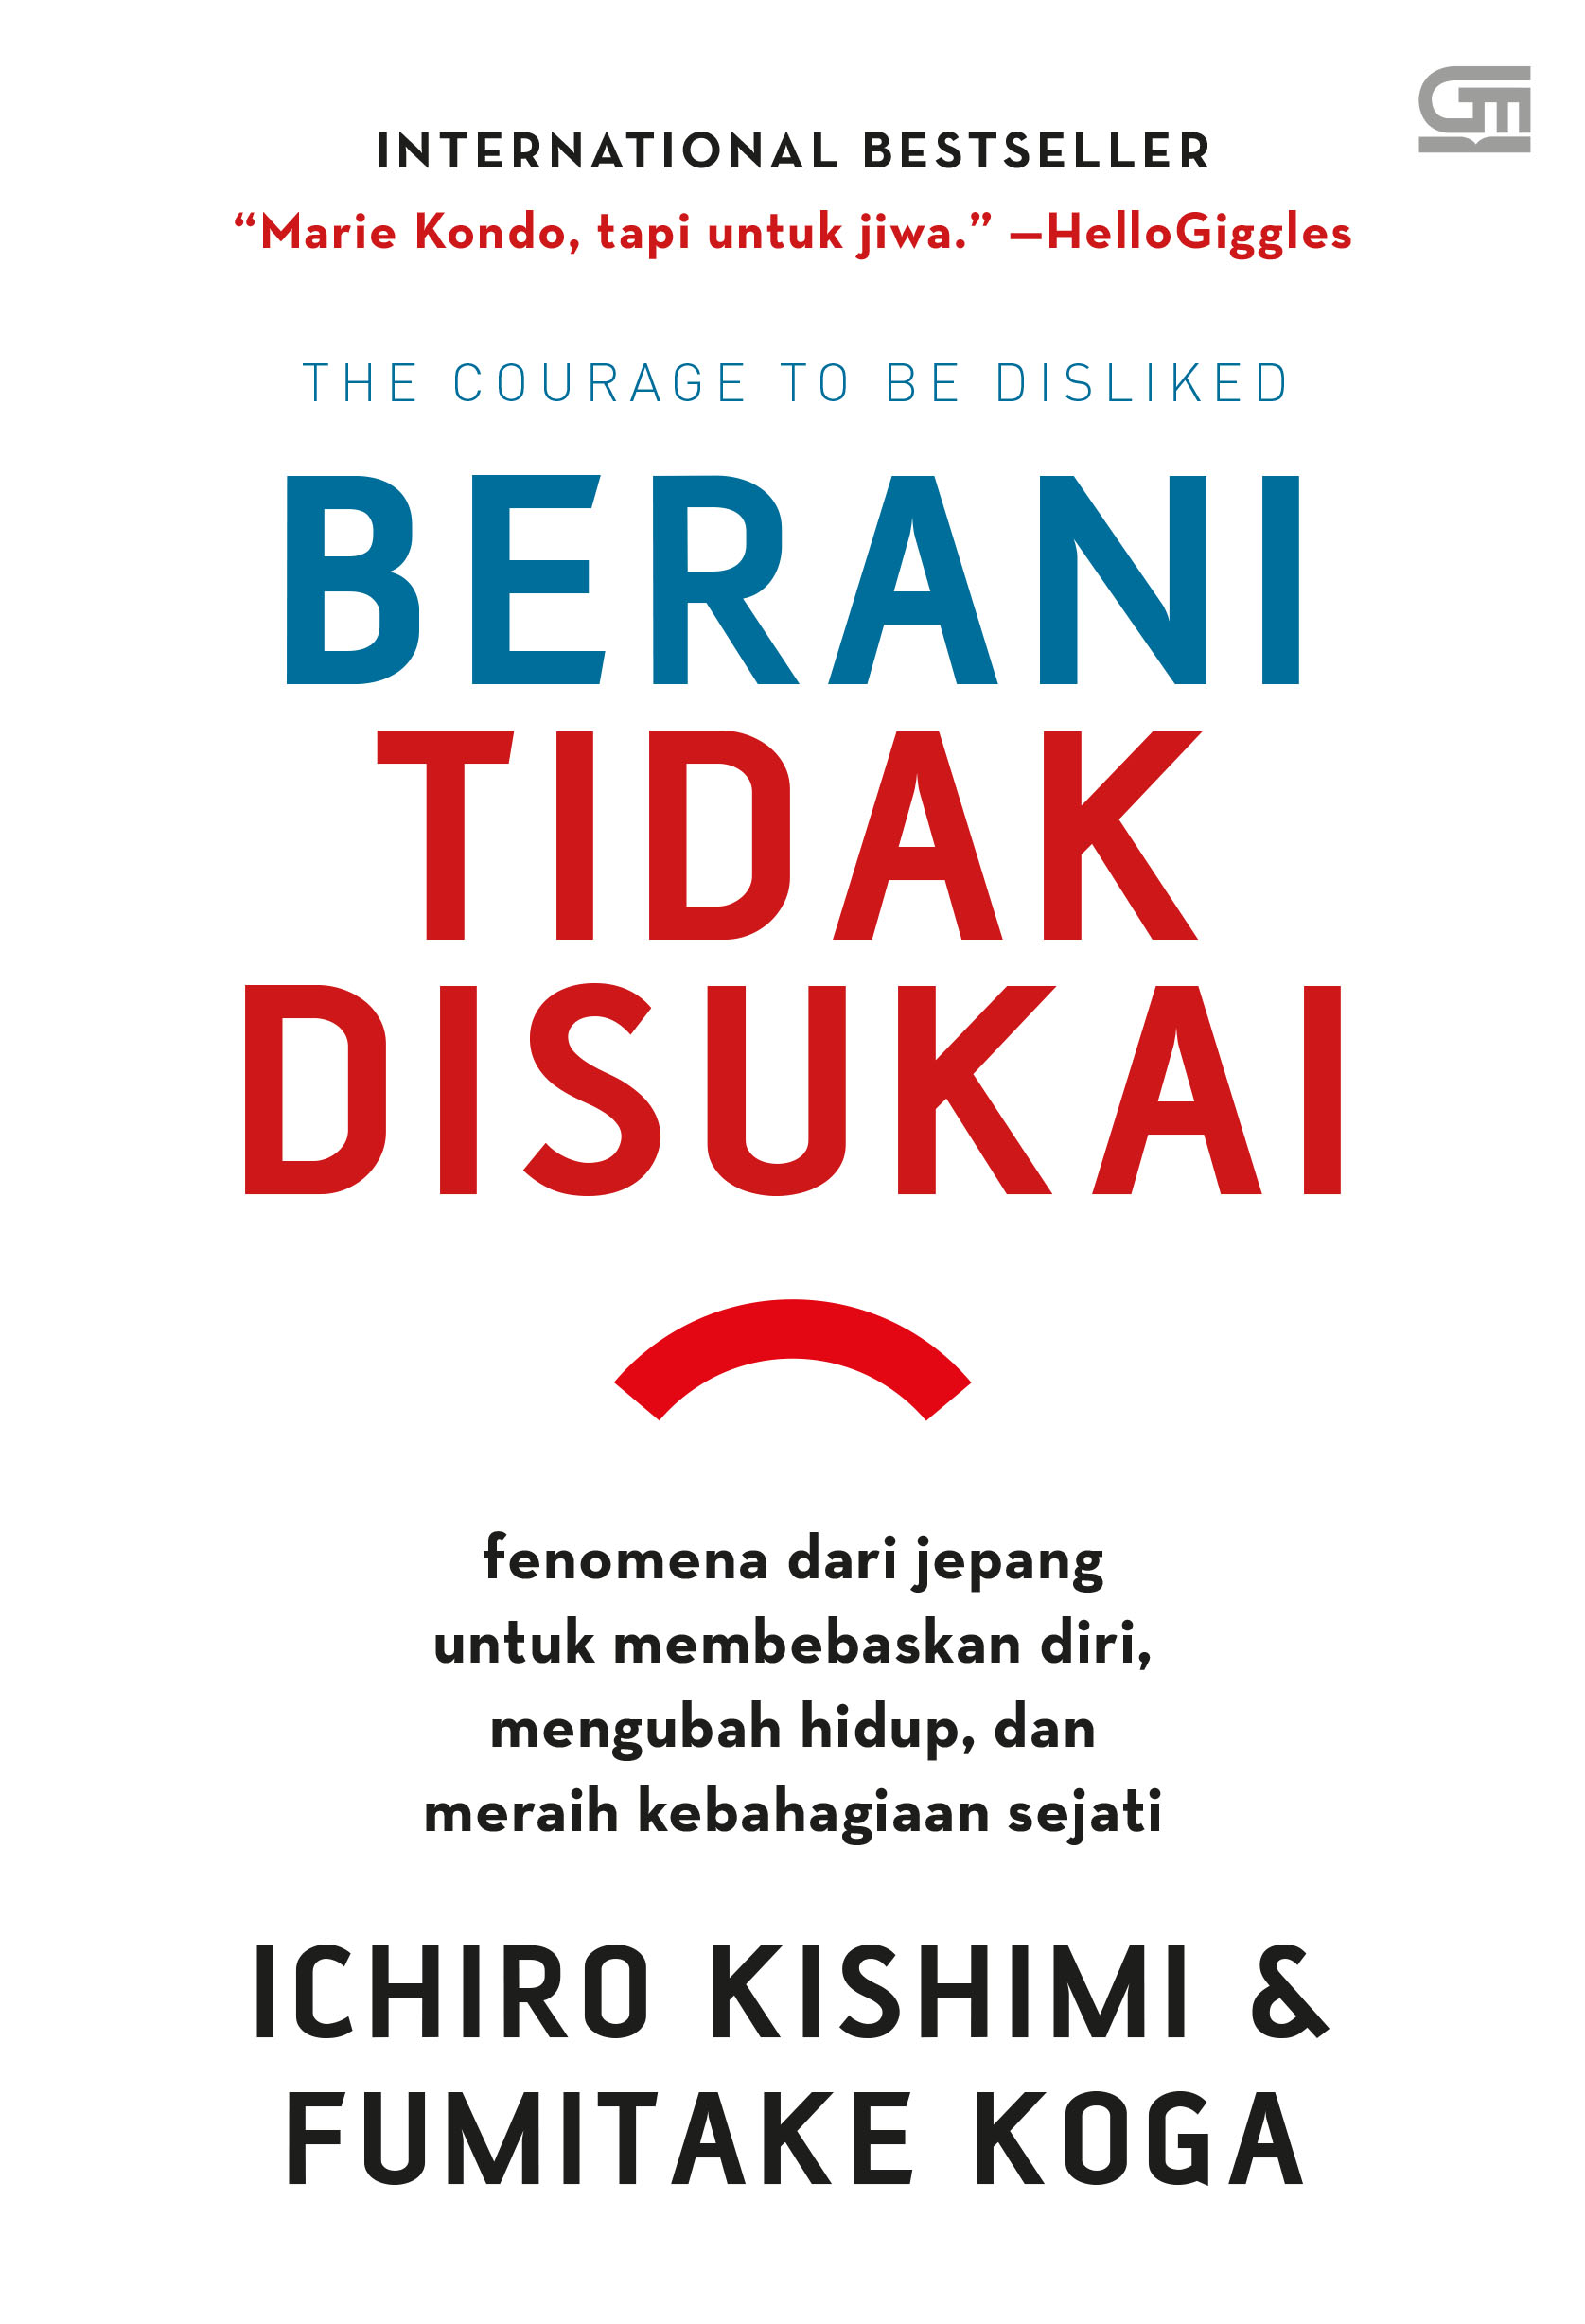 INTERNATIONAL BESTSELLER
“Marie Kondo, tapi untuk jiwa.” —HelloGiggles
THE COURAGE TO BE DISLIKED
BERANI
TIDAK
DISUKAI
fenomena dari jepang
untuk membebaskan diri,
mengubah hidup, dan
meraih kebahagiaan sejati
ICHIRO KISHIMI &
FUMITAKE KOGA